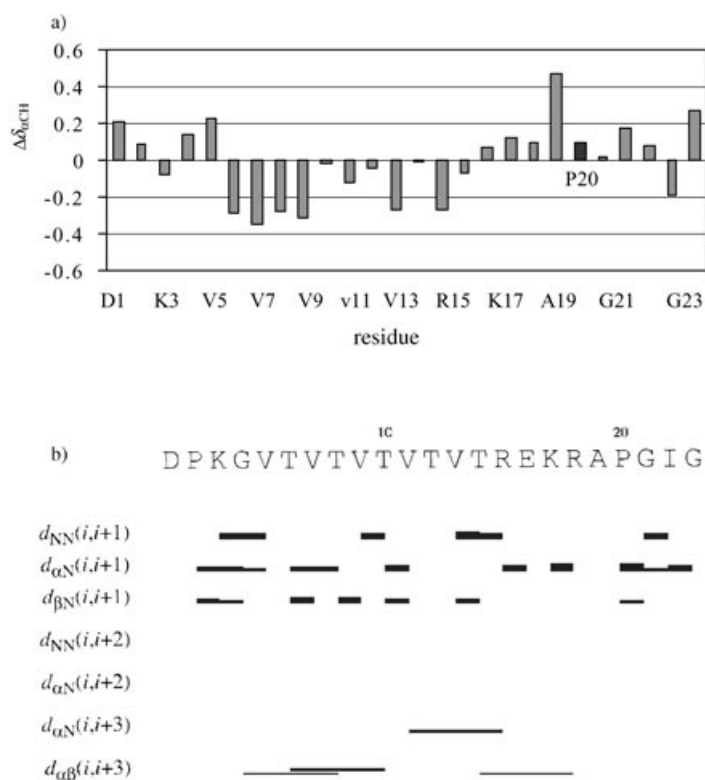 a)
0.6
0.4
0.2
0
-0.2
-0.4
-0.6
ΔδαCH
P20
D1 K3 V5 V7 V9 v11 V13 R15 K17 A19 G21 G23
residue
b)
10 20
D P K G V T V T V T V T V T R E K R A P G I G
dNN(i,i+1)
dαN(i,i+1)
dβN(i,i+1)
dNN(i,i+2)
dαN(i,i+2)
dαN(i,i+3)
dαβ(i,i+3)